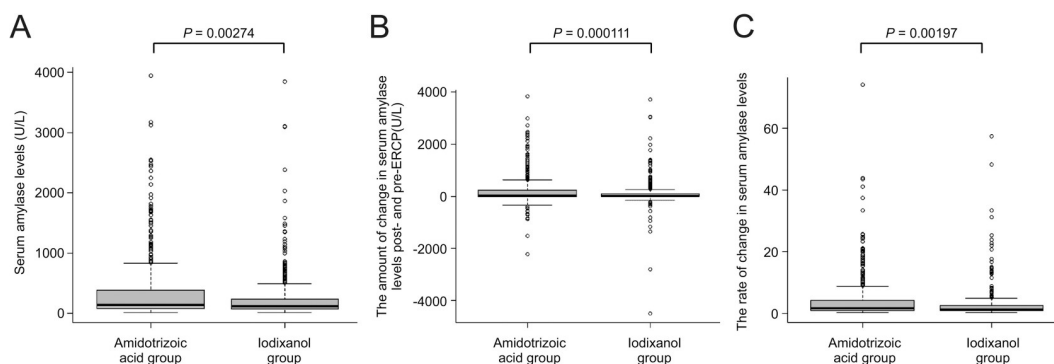 A
P = 0.00274
Serum amylase levels (U/L)
4000
3000
2000
1000
0
Amidotrizoic
acid group
Iodixanol
group
B
P = 0.000111
The amount of change in serum amylase
levels post- and pre-ERCP(U/L)
4000
2000
0
-2000
-4000
Amidotrizoic
acid group
Iodixanol
group
C
P = 0.00197
The rate of change in serum amylase levels
60
40
20
0
Amidotrizoic
acid group
Iodixanol
group